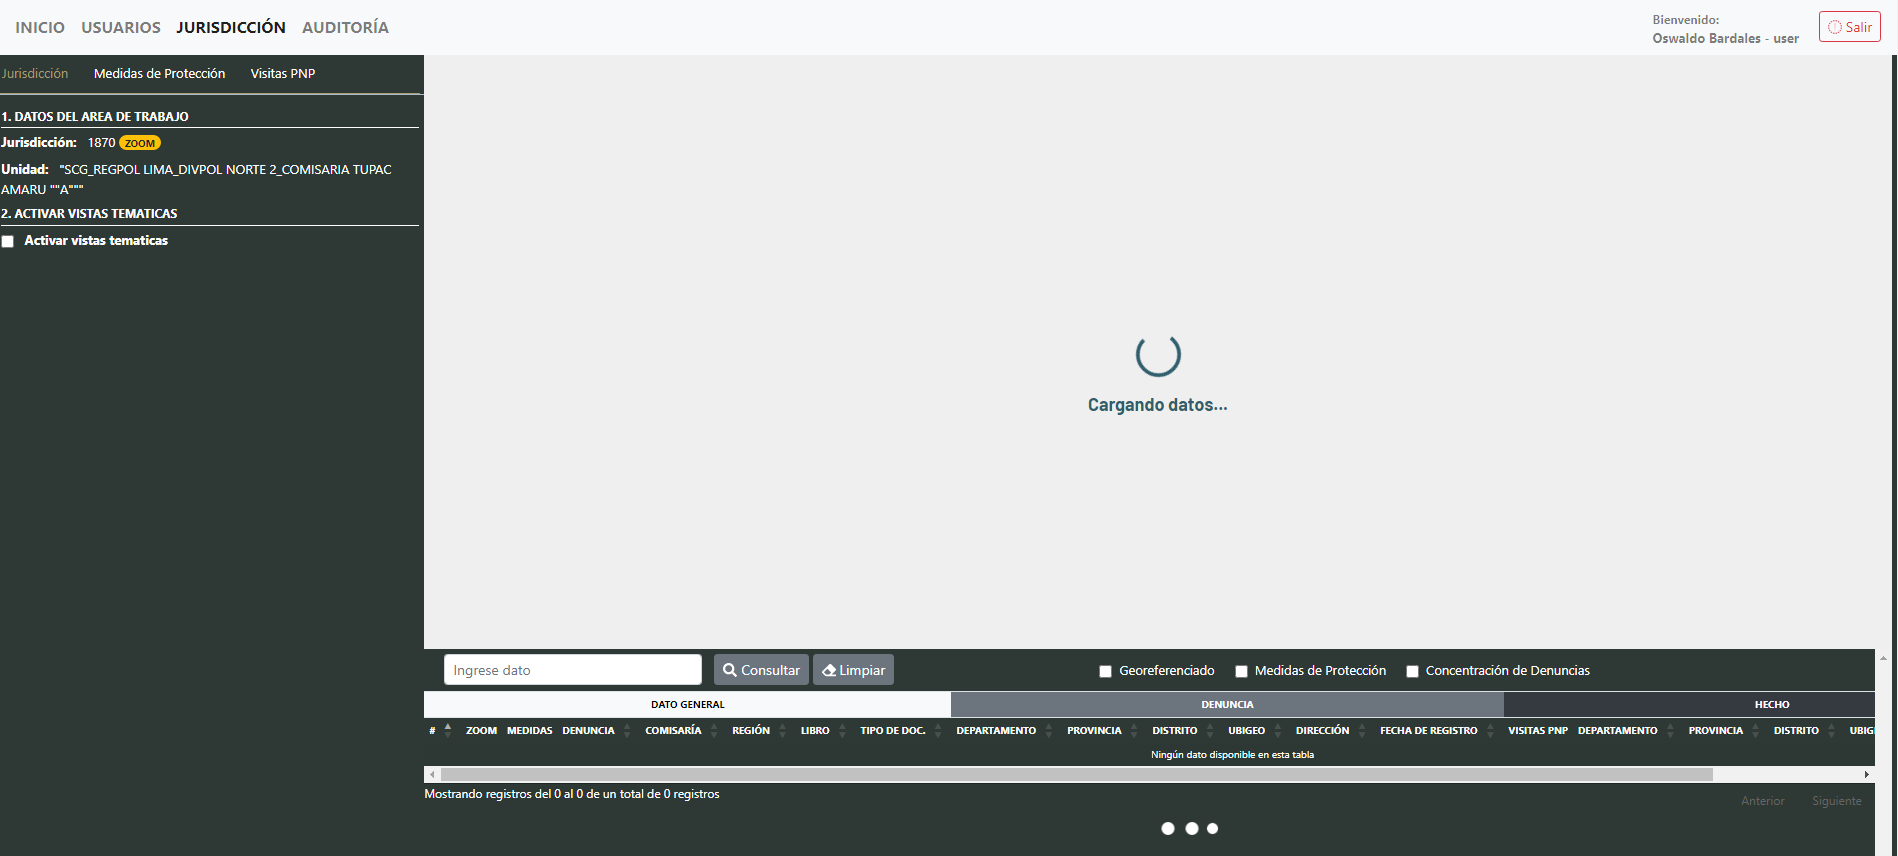 INICIO USUARIOS JURISDICCIÓN AUDITORÍA
Bienvenido:
Oswaldo Bardales - user
Salir
Jurisdicción Medidas de Protección Visitas PNP
1. DATOS DEL AREA DE TRABAJO
Jurisdicción: 1870 ZOOM
Unidad: "SCG_REGPOL LIMA_DIVPOL NORTE 2_COMISARIA TUPAC
AMARU ""A"""
2. ACTIVAR VISTAS TEMATICAS
Activar vistas tematicas
Cargando datos...
Ingrese dato Consultar Limpiar Georeferenciado Medidas de Protección Concentración de Denuncias
DATO GENERAL DENUNCIA HECHO
# ZOOM MEDIDAS DENUNCIA COMISARÍA REGIÓN LIBRO TIPO DE DOC. DEPARTAMENTO PROVINCIA DISTRITO UBIGEO DIRECCIÓN FECHA DE REGISTRO VISITAS PNP DEPARTAMENTO PROVINCIA DISTRITO UBIG
Ningún dato disponible en esta tabla
Mostrando registros del 0 al 0 de un total de 0 registros
Anterior Siguiente